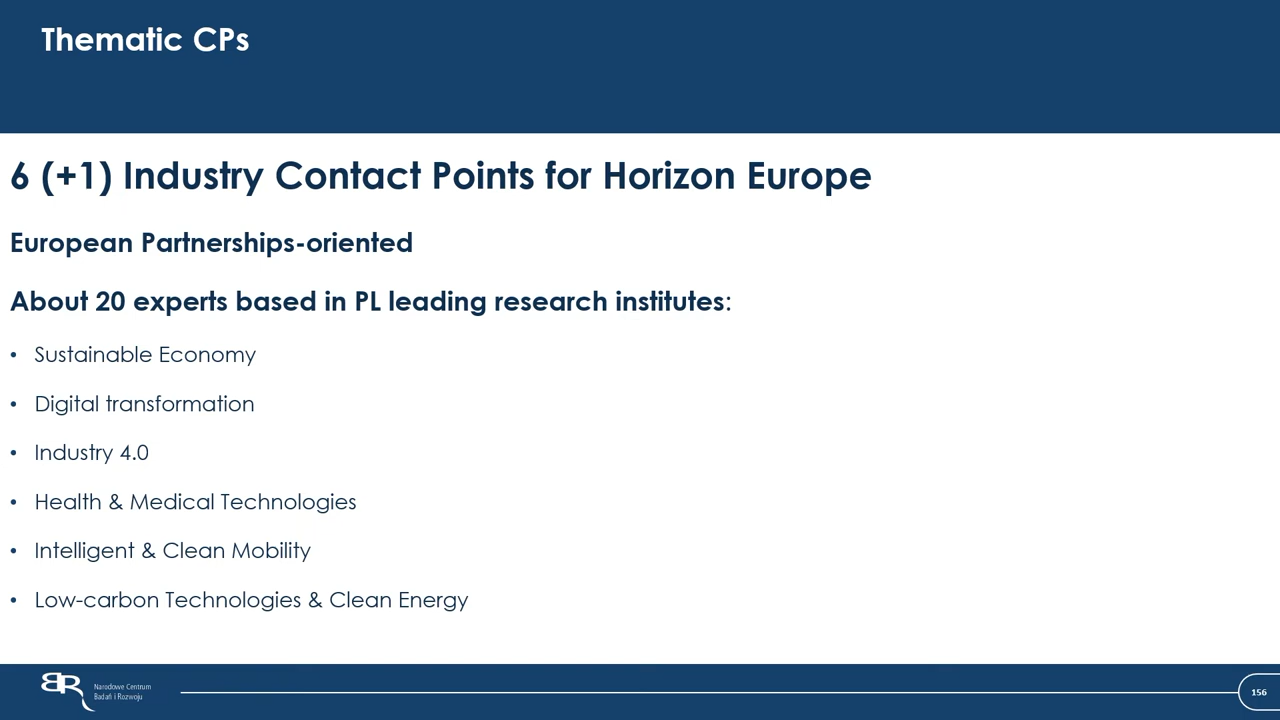 Thematic CPs
6 (+1) Industry Contact Points for Horizon Europe
European Partnerships-oriented
About 20 experts based in PL leading research institutes:
• Sustainable Economy
• Digital transformation
• Industry 4.0
• Health & Medical Technologies
• Intelligent & Clean Mobility
• Low-carbon Technologies & Clean Energy
Narodowe Centrum
Badań i Rozwoju
156